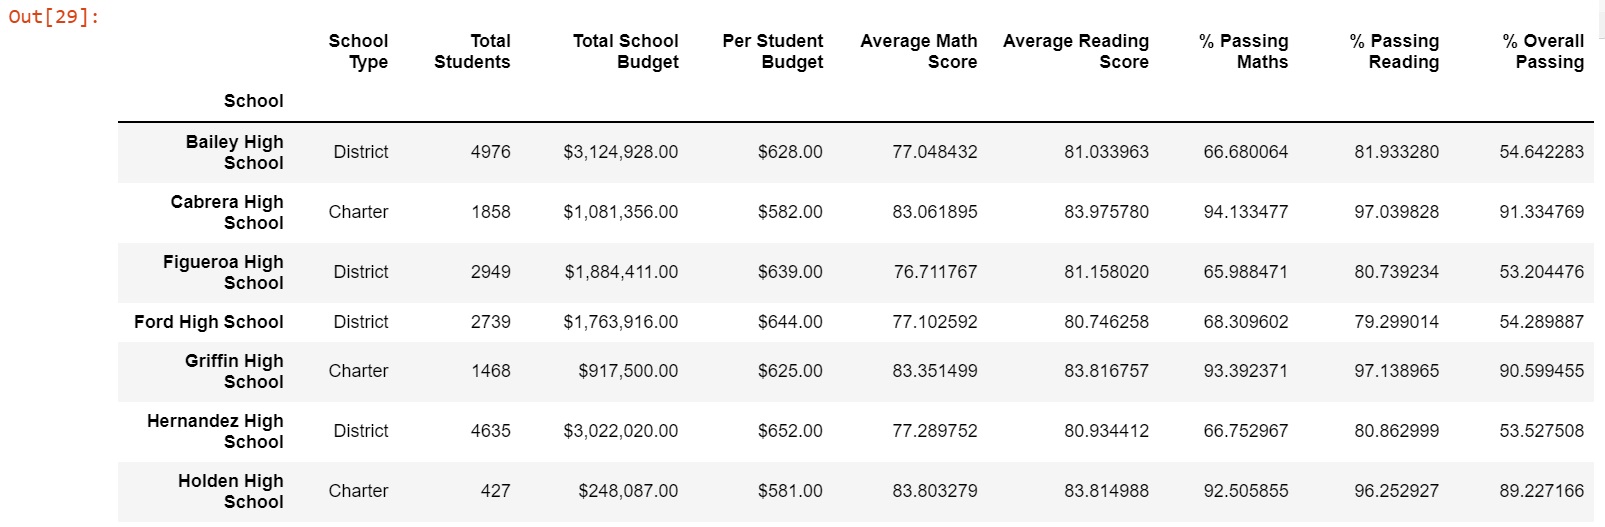 Out[29]:
School Type Total Students Total School Budget Per Student Budget Average Math Score Average Reading Score % Passing Maths % Passing Reading % Overall Passing
School
Bailey High School District 4976 $3,124,928.00 $628.00 77.048432 81.033963 66.680064 81.933280 54.642283
Cabrera High School Charter 1858 $1,081,356.00 $582.00 83.061895 83.975780 94.133477 97.039828 91.334769
Figueroa High School District 2949 $1,884,411.00 $639.00 76.711767 81.158020 65.988471 80.739234 53.204476
Ford High School District 2739 $1,763,916.00 $644.00 77.102592 80.746258 68.309602 79.299014 54.289887
Griffin High School Charter 1468 $917,500.00 $625.00 83.351499 83.816757 93.392371 97.138965 90.599455
Hernandez High School District 4635 $3,022,020.00 $652.00 77.289752 80.934412 66.752967 80.862999 53.527508
Holden High School Charter 427 $248,087.00 $581.00 83.803279 83.814988 92.505855 96.252927 89.227166